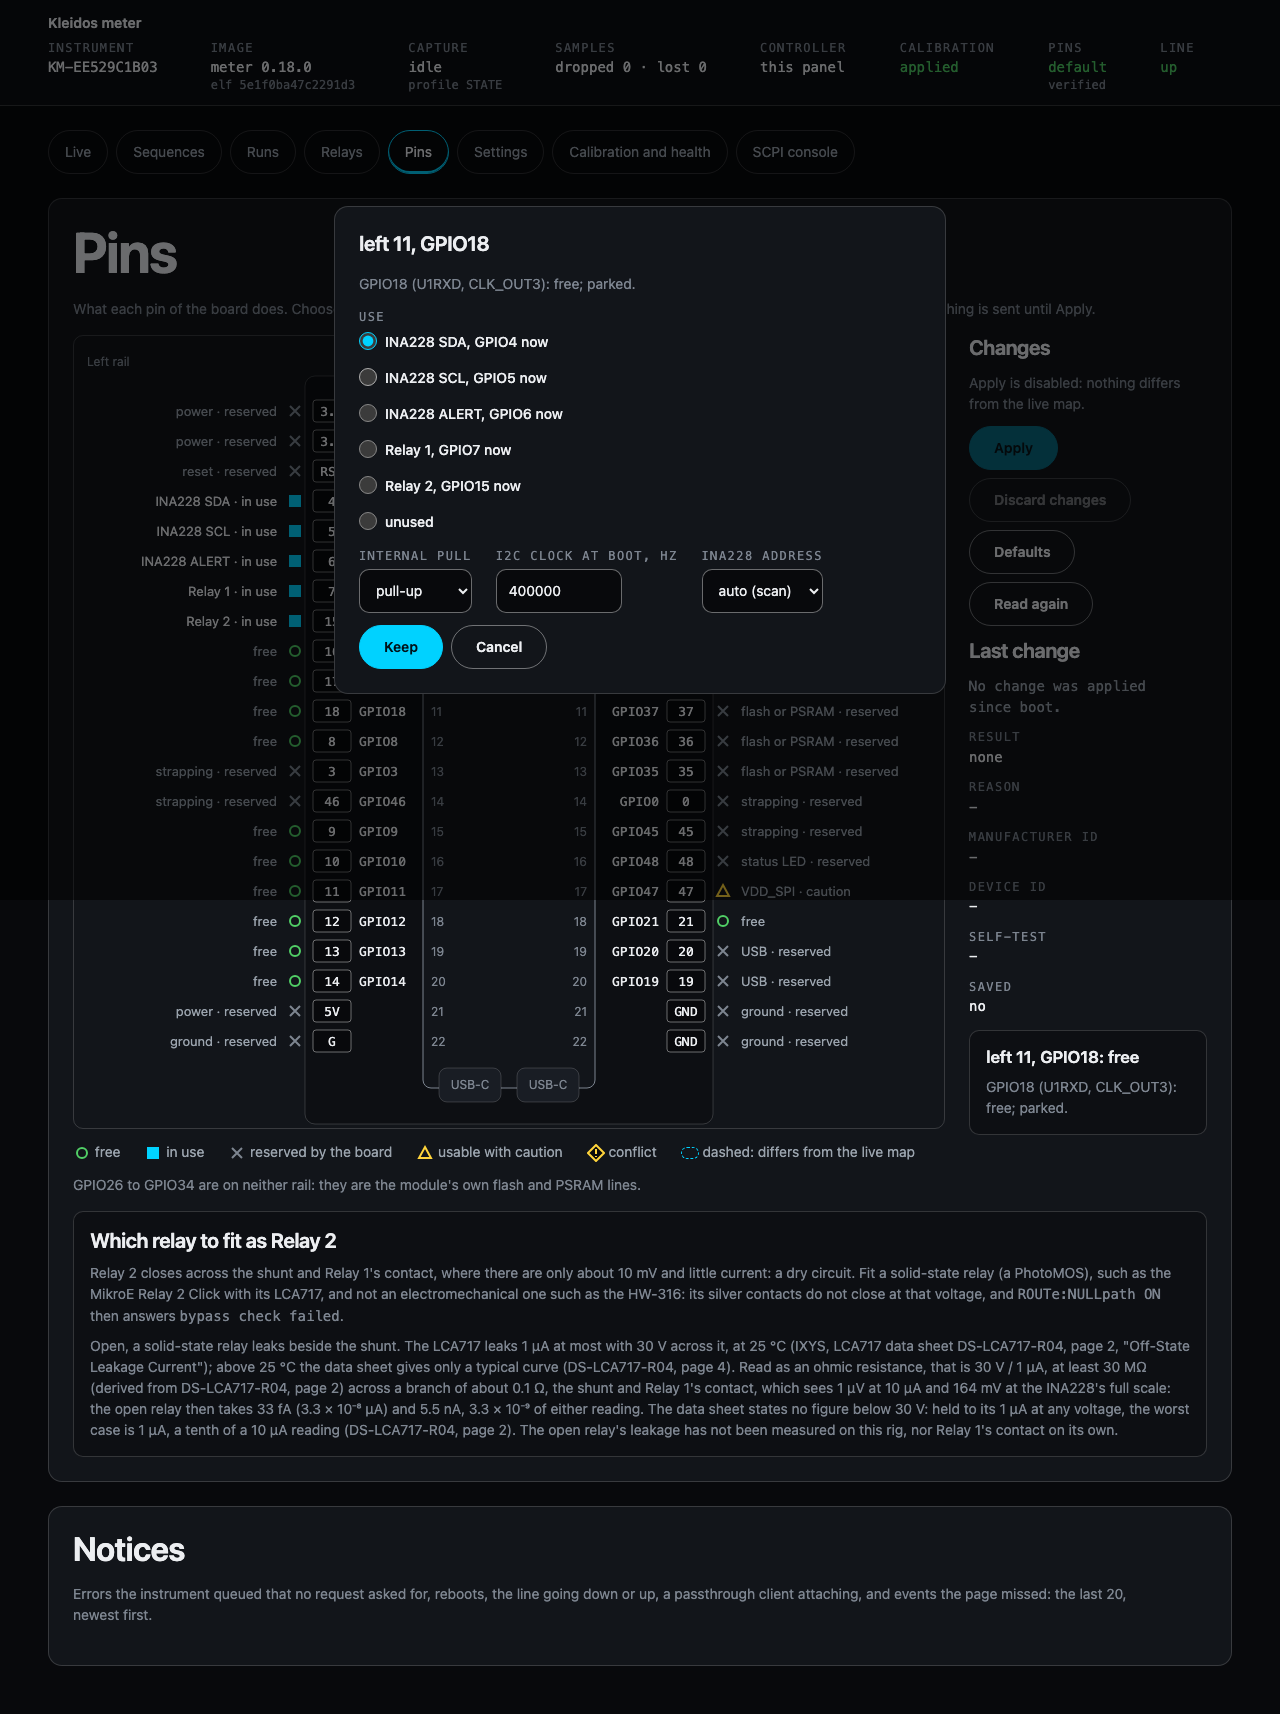 Kleidos meter
INSTRUMENT
KM-EE529C1B03
IMAGE
meter 0.18.0
elf 5e1f0ba47c2291d3
CAPTURE
idle
profile STATE
SAMPLES
dropped 0 · lost 0
CONTROLLER
this panel
CALIBRATION
applied
PINS
default
verified
LINE
up
Live
Sequences
Runs
Relays
Pins
Settings
Calibration and health
SCPI console
Pins
What each pin of the board does. Choos
hing is sent until Apply.
left 11, GPIO18
GPIO18 (U1RXD, CLK_OUT3): free; parked.
USE
INA228 SDA, GPIO4 now
INA228 SCL, GPIO5 now
INA228 ALERT, GPIO6 now
Relay 1, GPIO7 now
Relay 2, GPIO15 now
unused
INTERNAL PULL
pull-up
I2C CLOCK AT BOOT, HZ
400000
INA228 ADDRESS
auto (scan)
Keep
Cancel
Left rail
power · reserved 3.
power · reserved 3.
reset · reserved RS
INA228 SDA · in use 4
INA228 SCL · in use 5
INA228 ALERT · in use 6
Relay 1 · in use 7
Relay 2 · in use 15
free 16
free 17
free 18 GPIO18 11 11 GPIO37 37 flash or PSRAM · reserved
free 8 GPIO8 12 12 GPIO36 36 flash or PSRAM · reserved
strapping · reserved 3 GPIO3 13 13 GPIO35 35 flash or PSRAM · reserved
strapping · reserved 46 GPIO46 14 14 GPIO0 0 strapping · reserved
free 9 GPIO9 15 15 GPIO45 45 strapping · reserved
free 10 GPIO10 16 16 GPIO48 48 status LED · reserved
free 11 GPIO11 17 17 GPIO47 47 VDD_SPI · caution
free 12 GPIO12 18 18 GPIO21 21 free
free 13 GPIO13 19 19 GPIO20 20 USB · reserved
free 14 GPIO14 20 20 GPIO19 19 USB · reserved
power · reserved 5V 21 21 GND ground · reserved
ground · reserved G 22 22 GND ground · reserved
USB-C USB-C
Changes
Apply is disabled: nothing differs
from the live map.
Apply
Discard changes
Defaults
Read again
Last change
No change was applied
since boot.
RESULT
none
REASON
–
MANUFACTURER ID
–
DEVICE ID
–
SELF-TEST
–
SAVED
no
left 11, GPIO18: free
GPIO18 (U1RXD, CLK_OUT3):
free; parked.
free in use reserved by the board usable with caution conflict dashed: differs from the live map
GPIO26 to GPIO34 are on neither rail: they are the module's own flash and PSRAM lines.
Which relay to fit as Relay 2
Relay 2 closes across the shunt and Relay 1's contact, where there are only about 10 mV and little current: a dry circuit. Fit a solid-state relay (a PhotoMOS), such as the
MikroE Relay 2 Click with its LCA717, and not an electromechanical one such as the HW-316: its silver contacts do not close at that voltage, and ROUTe:NULLpath ON
then answers bypass check failed.
Open, a solid-state relay leaks beside the shunt. The LCA717 leaks 1 µA at most with 30 V across it, at 25 °C (IXYS, LCA717 data sheet DS-LCA717-R04, page 2, "Off-State
Leakage Current"); above 25 °C the data sheet gives only a typical curve (DS-LCA717-R04, page 4). Read as an ohmic resistance, that is 30 V / 1 µA, at least 30 MΩ
(derived from DS-LCA717-R04, page 2) across a branch of about 0.1 Ω, the shunt and Relay 1's contact, which sees 1 µV at 10 µA and 164 mV at the INA228's full scale:
the open relay then takes 33 fA (3.3 × 10⁻⁸ µA) and 5.5 nA, 3.3 × 10⁻⁹ of either reading. The data sheet states no figure below 30 V: held to its 1 µA at any voltage, the worst
case is 1 µA, a tenth of a 10 µA reading (DS-LCA717-R04, page 2). The open relay's leakage has not been measured on this rig, nor Relay 1's contact on its own.
Notices
Errors the instrument queued that no request asked for, reboots, the line going down or up, a passthrough client attaching, and events the page missed: the last 20,
newest first.